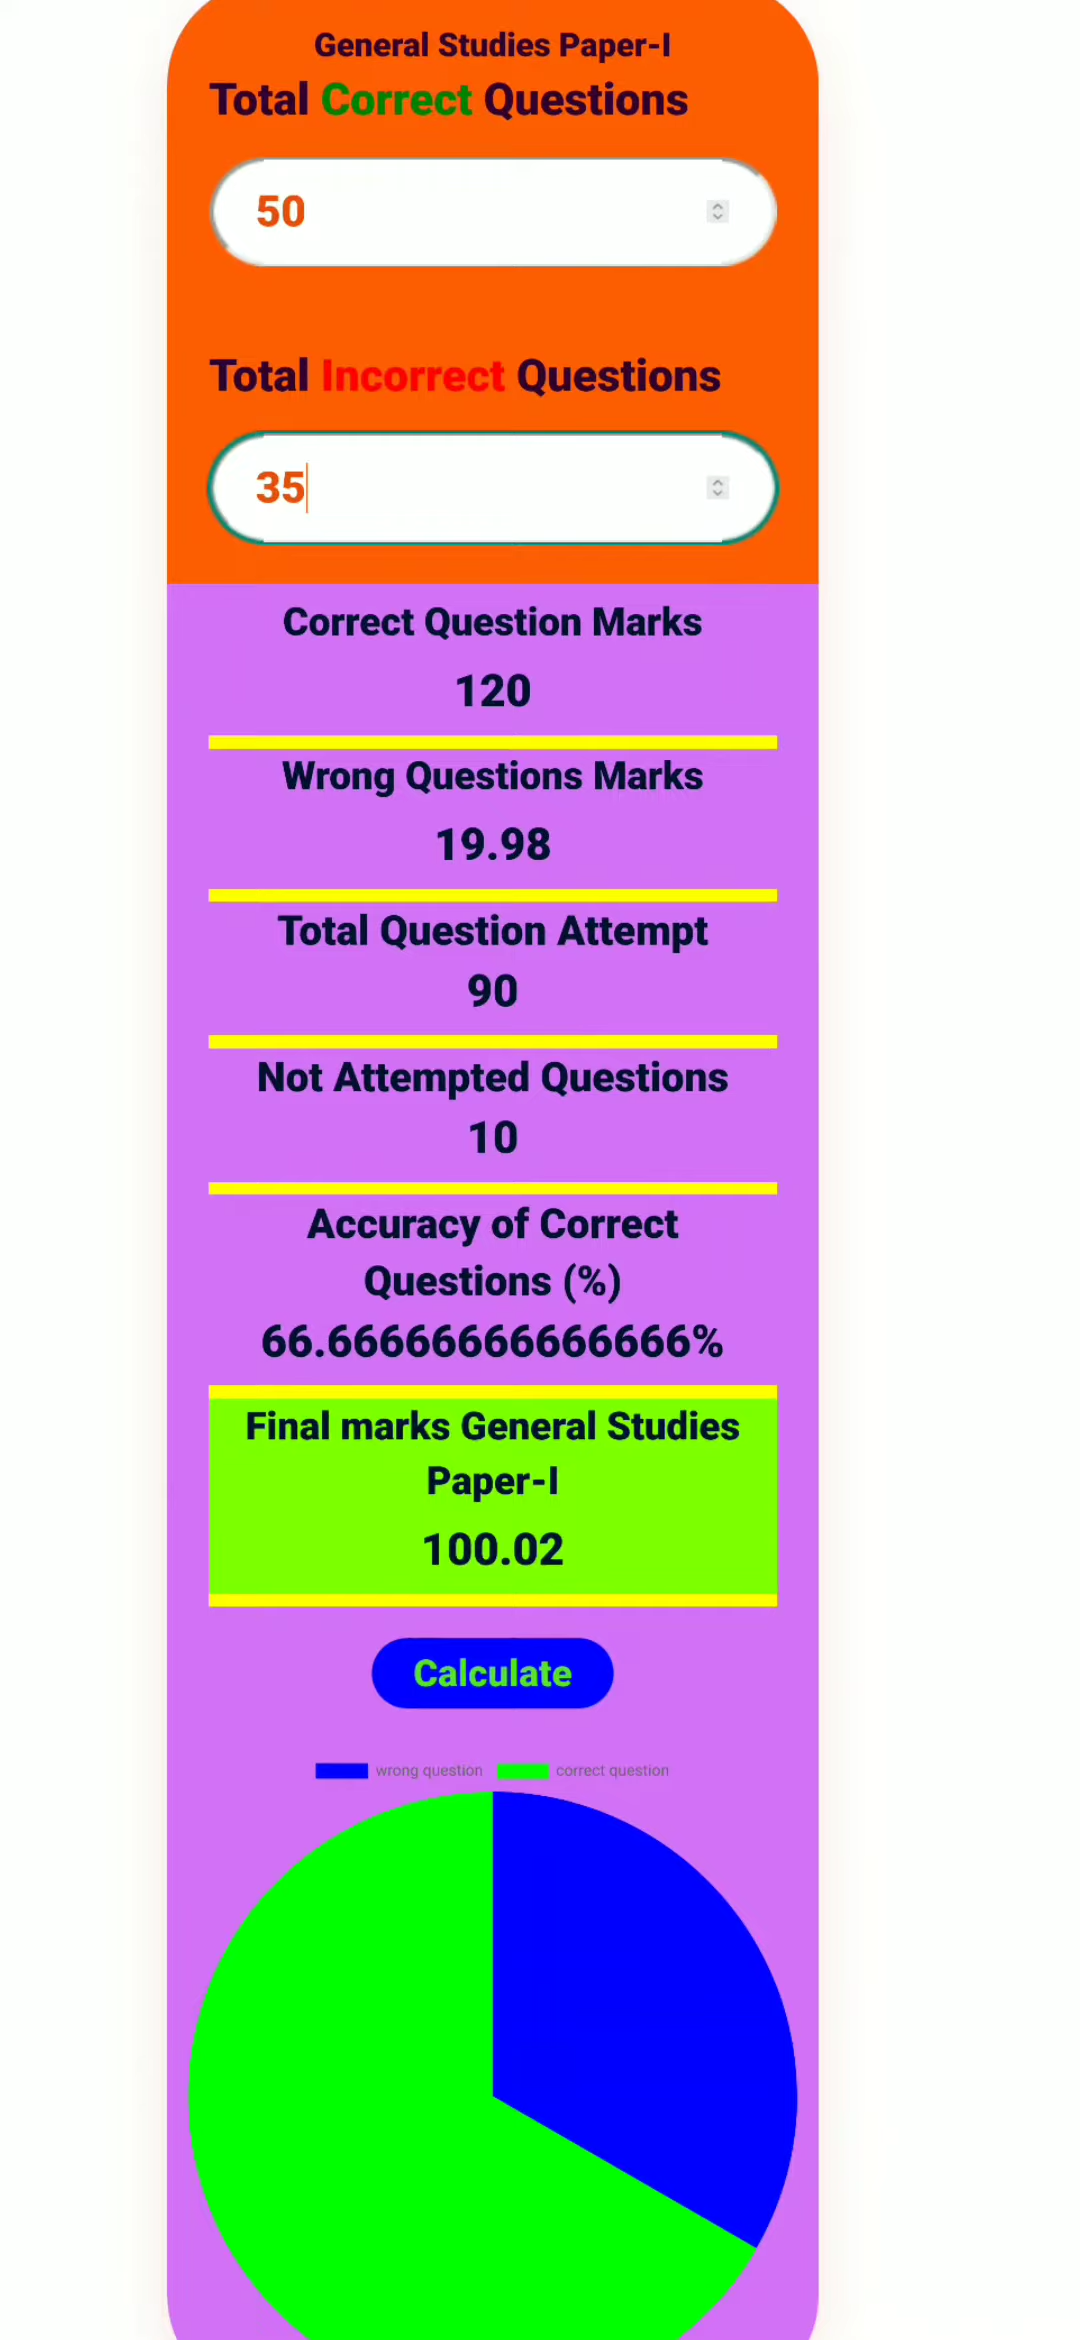 General Studies Paper-I
Total Correct Questions
50
Total Incorrect Questions
35
Correct Question Marks
120
Wrong Questions Marks
19.98
Total Question Attempt
90
Not Attempted Questions
10
Accuracy of Correct
Questions (%)
66.66666666666666%
Final marks General Studies
Paper-I
100.02
Calculate
wrong question correct question